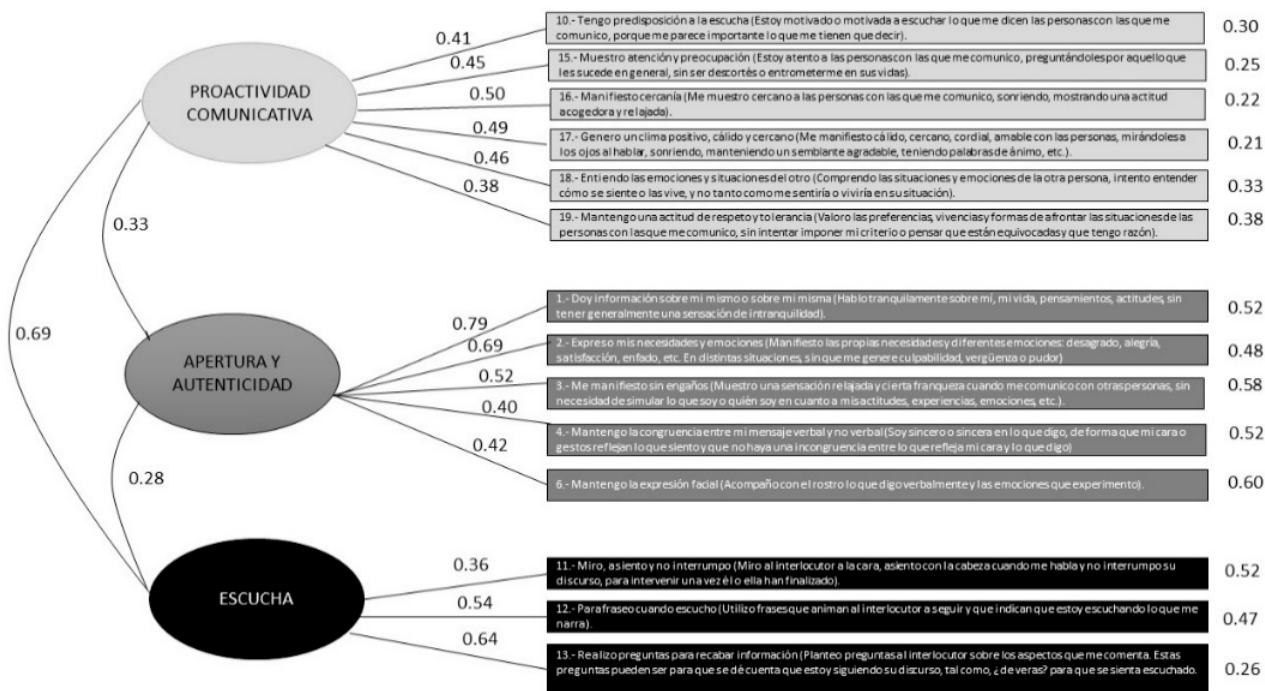 0.41
10.- Tengo predisposición a la escucha (Estoy motivado o motivada a escuchar lo que me dicen las personas con las que me
comunico, porque me parece importante lo que me tienen que decir).
0.30
0.45
15.- Muestro atención y preocupación (Estoy atento a las personas con las que me comunico, preguntándoles por aquello que
les sucede en general, sin ser descortés o entrometerme en sus vidas).
0.25
PROACTIVIDAD
COMUNICATIVA
0.50
16.- Manifiesto cercanía (Me muestro cercano a las personas con las que me comunico, sonriendo, mostrando una actitud
acogedora y relajada).
0.22
0.49
17.- Genero un clima positivo, cálido y cercano (Me manifiesto cálido, cercano, cordial, amable con las personas, mirándoles a
los ojos al hablar, sonriendo, manteniendo un semblante agradable, teniendo palabras de ánimo, etc.).
0.21
0.46
18.- Entiendo las emociones y situaciones del otro (Comprendo las situaciones y emociones de la otra persona, intento entender
cómo se siente o las vive, y no tanto como me sentiría o viviría en su situación).
0.33
0.38
19.- Mantengo una actitud de respeto y tolerancia (Valoro las preferencias, vivencias y formas de afrontar las situaciones de las
personas con las que me comunico, sin intentar imponer mi criterio o pensar que están equivocadas y que tengo razón).
0.38
0.33
0.69
APERTURA Y
AUTENTICIDAD
0.79
1.- Doy información sobre mi mismo o sobre mi misma (Hablo tranquilamente sobre mí, mi vida, pensamientos, actitudes, sin
tener generalmente una sensación de intranquilidad).
0.52
0.69
2.- Expreso mis necesidades y emociones (Manifiesto las propias necesidades y diferentes emociones: desagrado, alegría,
satisfacción, enfado, etc. En distintas situaciones, sin que me genere culpabilidad, vergüenza o pudor)
0.48
0.52
3.- Me manifiesto sin engaños (Muestro una sensación relajada y cierta franqueza cuando me comunico con otras personas, sin
necesidad de simular lo que soy o quién soy en cuanto a mis actitudes, experiencias, emociones, etc.).
0.58
0.40
4.- Mantengo la congruencia entre mi mensaje verbal y no verbal (Soy sincero o sincera en lo que digo, de forma que mi cara o
gestos reflejan lo que siento y que no haya una incongruencia entre lo que refleja mi cara y lo que digo)
0.52
0.42
6.- Mantengo la expresión facial (Acompaño con el rostro lo que digo verbalmente y las emociones que experimento).
0.60
0.28
ESCUCHA
0.36
11.- Miro, asiento y no interrumpo (Miro al interlocutor a la cara, asiento con la cabeza cuando me habla y no interrumpo su
discurso, para intervenir una vez él o ella han finalizado).
0.52
0.54
12.- Parafraseo cuando escucho (Utilizo frases que animan al interlocutor a seguir y que indican que estoy escuchando lo que me
narra).
0.47
0.64
13.- Realizo preguntas para recabar información (Planteo preguntas al interlocutor sobre los aspectos que me comenta. Estas
preguntas pueden ser para que se dé cuenta que estoy siguiendo su discurso, tal como, ¿de veras? para que se sienta escuchado.
0.26